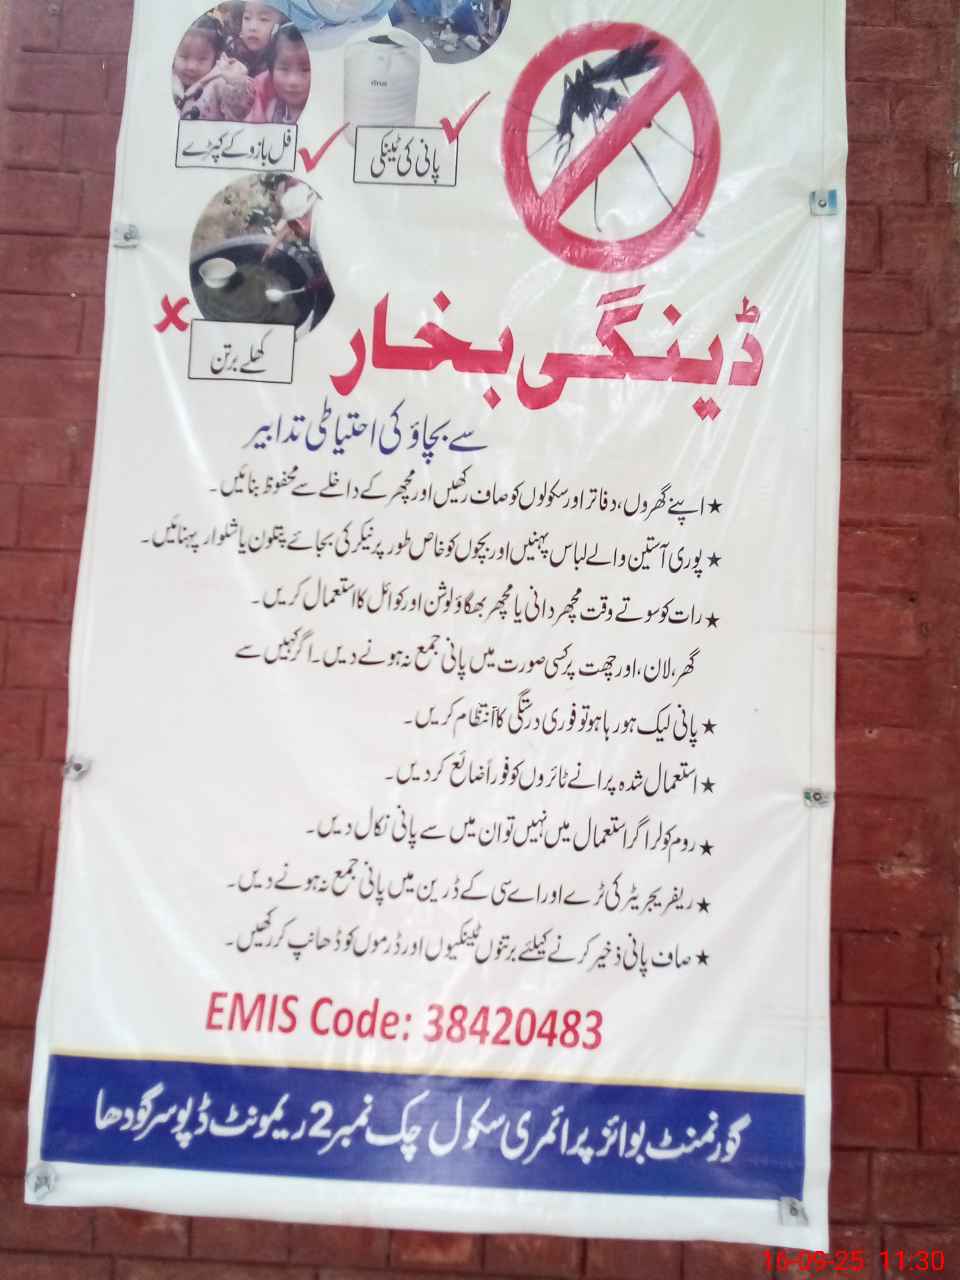 فل بازو کے کپڑے
پانی کی ٹینکی
کھلے برتن
ڈینگی بخار
سے بچاؤ کی احتیاطی تدابیر
★ اپنے گھروں، دفاتر اور سکولوں کو صاف رکھیں اور مچھر کے داخلے سے محفوظ بنائیں۔
★ پوری آستین والے لباس پہنیں اور بچوں کو خاص طور پر نیکر کی بجائے پتلون یا شلوار پہنائیں۔
★ رات کو سوتے وقت مچھر دانی یا مچھر بھگاؤ لوشن اور کوائل کا استعمال کریں۔
گھر، لان، اور چھت پر کسی صورت میں پانی جمع نہ ہونے دیں۔ اگر کہیں سے
★ پانی لیک ہو رہا ہو تو فوری درستگی کا انتظام کریں۔
★ استعمال شدہ پرانے ٹائروں کو فوراً ضائع کر دیں۔
★ روم کولر اگر استعمال میں نہیں تو ان میں سے پانی نکال دیں۔
★ ریفریجریٹر کی ٹرے اور اے سی کے ڈرین میں پانی جمع نہ ہونے دیں۔
★ صاف پانی ذخیر کرنے کیلئے برتنوں ٹینکیوں اور ڈرموں کو ڈھانپ کر رکھیں۔
EMIS Code: 38420483
گورنمنٹ بوائز پرائمری سکول چک نمبر 2 ریمونٹ ڈپو سرگودھا
16-09-25 11:30